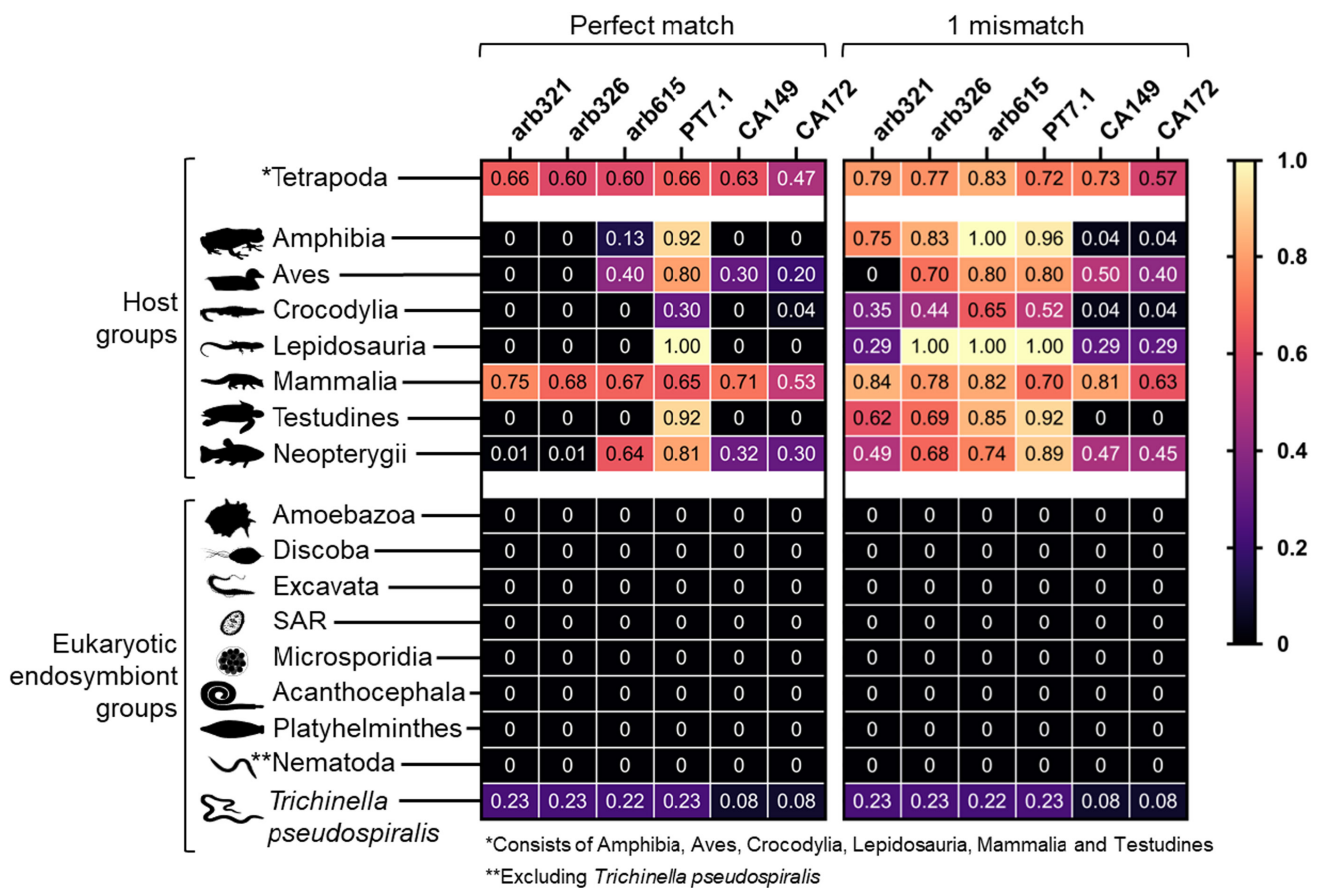 Perfect match 1 mismatch
arb321 arb326 arb615 PT7.1 CA149 CA172 arb321 arb326 arb615 PT7.1 CA149 CA172
*Tetrapoda 0.66 0.60 0.60 0.66 0.63 0.47 0.79 0.77 0.83 0.72 0.73 0.57
Host groups
Amphibia 0 0 0.13 0.92 0 0 0.75 0.83 1.00 0.96 0.04 0.04
Aves 0 0 0.40 0.80 0.30 0.20 0 0.70 0.80 0.80 0.50 0.40
Crocodylia 0 0 0 0.30 0 0.04 0.35 0.44 0.65 0.52 0.04 0.04
Lepidosauria 0 0 0 1.00 0 0 0.29 1.00 1.00 1.00 0.29 0.29
Mammalia 0.75 0.68 0.67 0.65 0.71 0.53 0.84 0.78 0.82 0.70 0.81 0.63
Testudines 0 0 0 0.92 0 0 0.62 0.69 0.85 0.92 0 0
Neopterygii 0.01 0.01 0.64 0.81 0.32 0.30 0.49 0.68 0.74 0.89 0.47 0.45
Eukaryotic endosymbiont groups
Amoebazoa 0 0 0 0 0 0 0 0 0 0 0 0
Discoba 0 0 0 0 0 0 0 0 0 0 0 0
Excavata 0 0 0 0 0 0 0 0 0 0 0 0
SAR 0 0 0 0 0 0 0 0 0 0 0 0
Microsporidia 0 0 0 0 0 0 0 0 0 0 0 0
Acanthocephala 0 0 0 0 0 0 0 0 0 0 0 0
Platyhelminthes 0 0 0 0 0 0 0 0 0 0 0 0
**Nematoda 0 0 0 0 0 0 0 0 0 0 0 0
Trichinella 0.23 0.23 0.22 0.23 0.08 0.08 0.23 0.23 0.22 0.23 0.08 0.08
pseudospiralis
1.0
0.8
0.6
0.4
0.2
0
*Consists of Amphibia, Aves, Crocodylia, Lepidosauria, Mammalia and Testudines
**Excluding Trichinella pseudospiralis